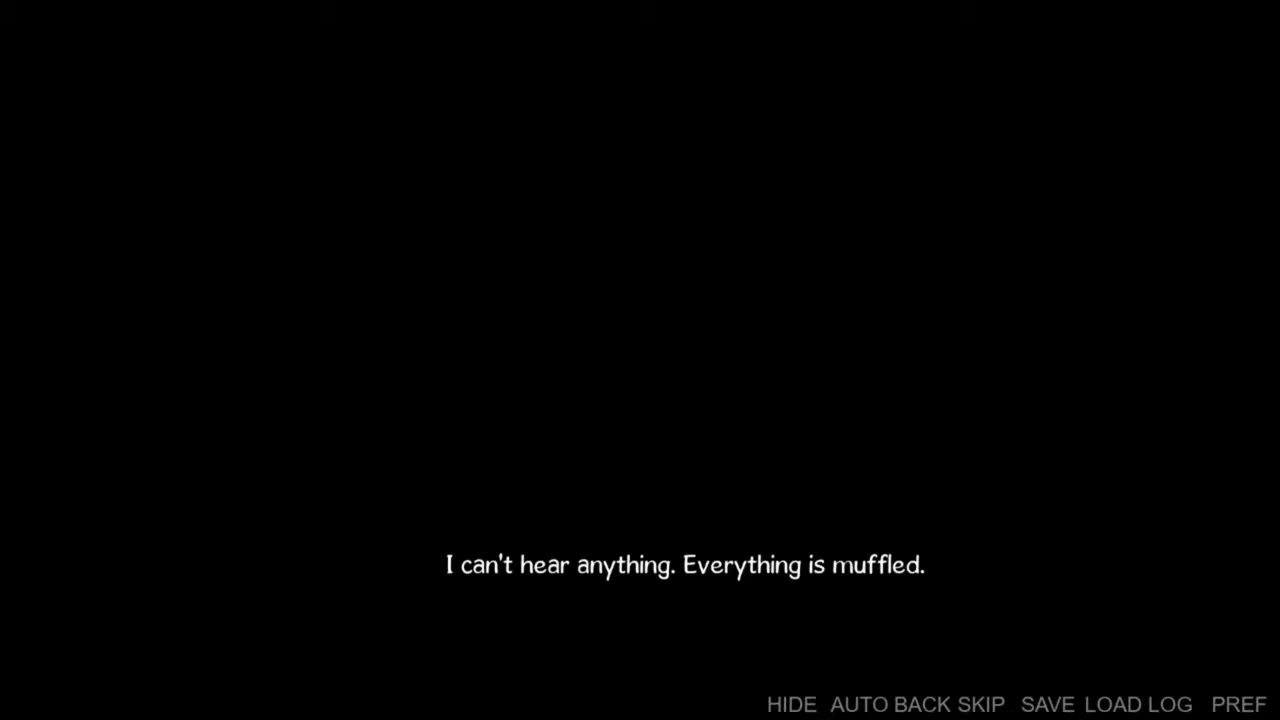 I can't hear anything. Everything is muffled.
HIDE AUTO BACK SKIP SAVE LOAD LOG PREF